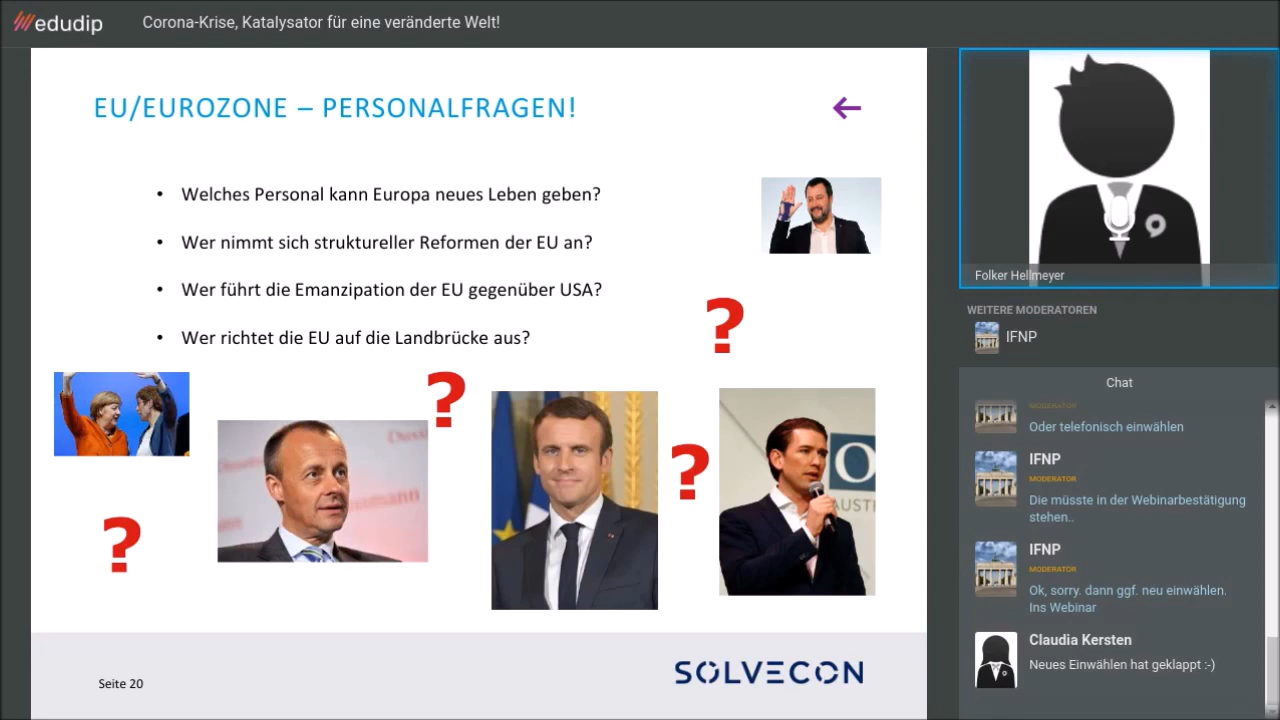 edudip
Corona-Krise, Katalysator für eine veränderte Welt!
EU/EUROZONE – PERSONALFRAGEN!
• Welches Personal kann Europa neues Leben geben?
• Wer nimmt sich struktureller Reformen der EU an?
• Wer führt die Emanzipation der EU gegenüber USA?
• Wer richtet die EU auf die Landbrücke aus?
?
?
?
?
O
AUST
Seite 20
SOLVECON
Folker Hellmeyer
WEITERE MODERATOREN
IFNP
Chat
MODERATOR
Oder telefonisch einwählen
IFNP
MODERATOR
Die müsste in der Webinarbestätigung
stehen..
IFNP
MODERATOR
Ok, sorry. dann ggf. neu einwählen.
Ins Webinar
Claudia Kersten
Neues Einwählen hat geklappt :-)